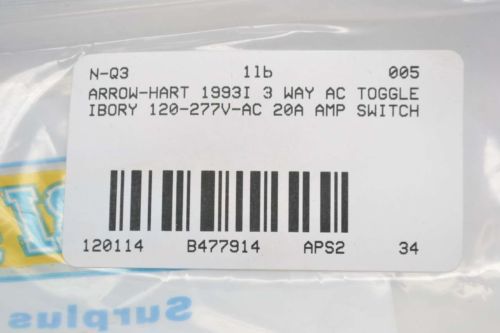 N-Q3 1lb 005
ARROW-HART 1993I 3 WAY AC TOGGLE
IBORY 120-277V-AC 20A AMP SWITCH
120114 B477914 APS2 34
Surplus